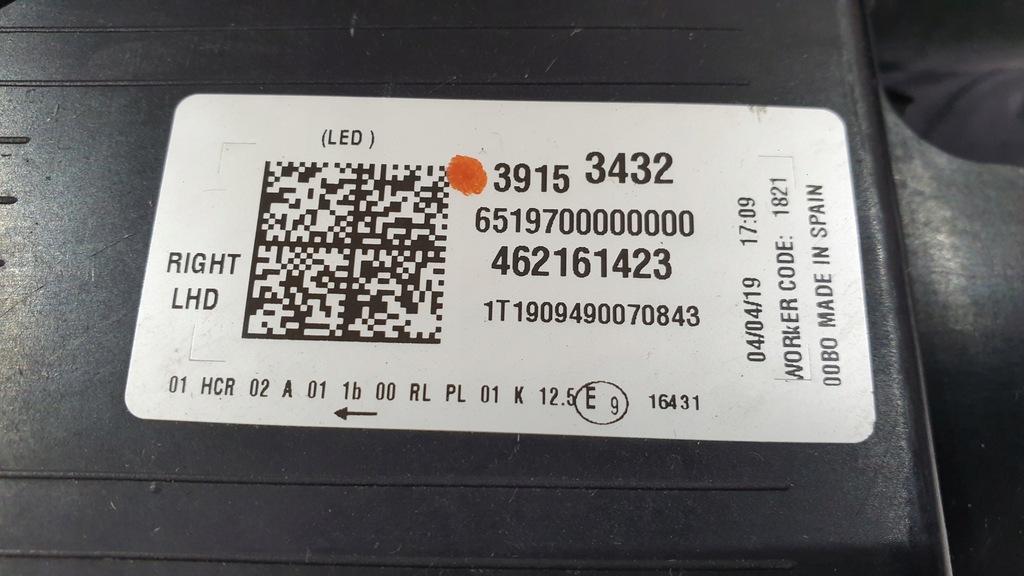 (LED )
3915 3432
6519700000000
462161423
1T1909490070843
RIGHT
LHD
01 HCR 02 A 01 1b 00 RL PL 01 K 12.5 E 9 16431
04/04/19 17:09
WORkER CODE: 1821
00B0 MADE IN SPAIN